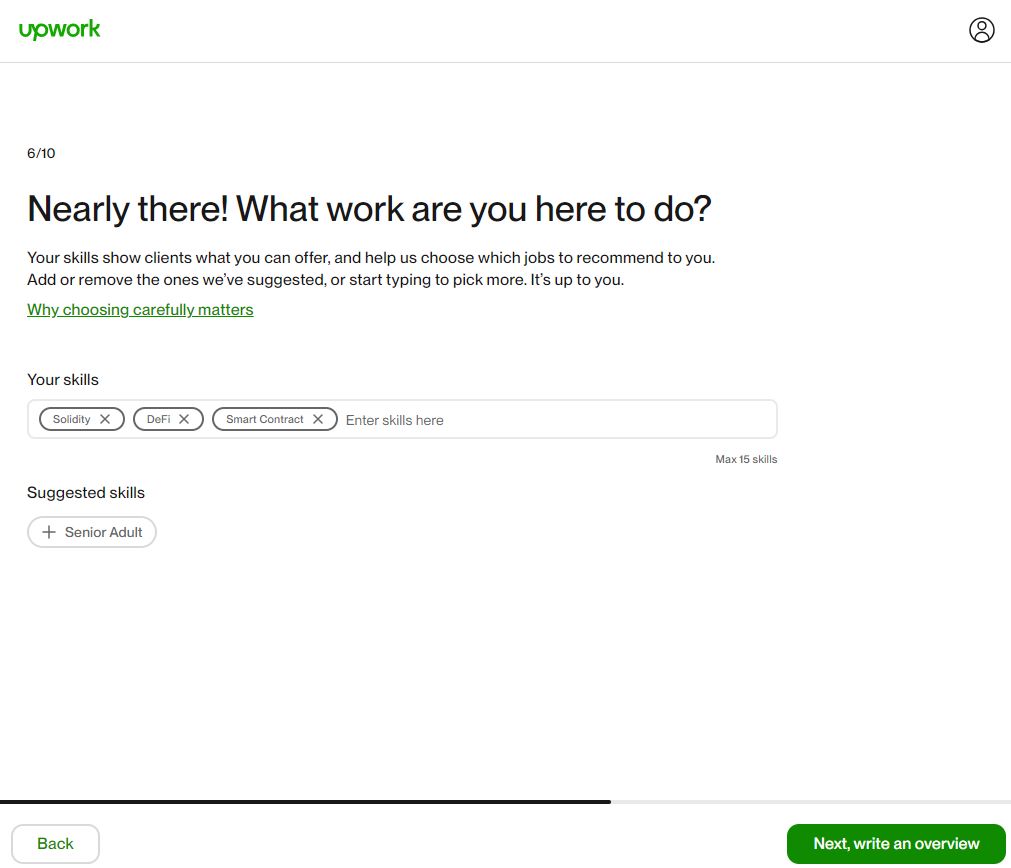 upwork
6/10
Nearly there! What work are you here to do?
Your skills show clients what you can offer, and help us choose which jobs to recommend to you.
Add or remove the ones we’ve suggested, or start typing to pick more. It’s up to you.
Why choosing carefully matters
Your skills
Solidity DeFi Smart Contract Enter skills here
Max 15 skills
Suggested skills
Senior Adult
Back Next, write an overview